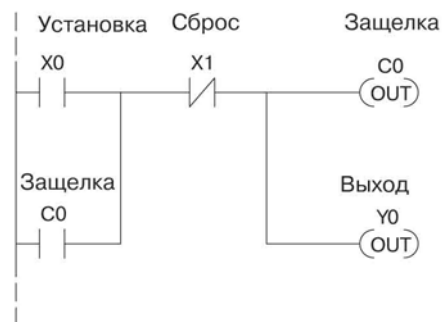 Установка Сброс Защелка
X0 X1 C0
OUT
Защелка Выход
C0 Y0
OUT